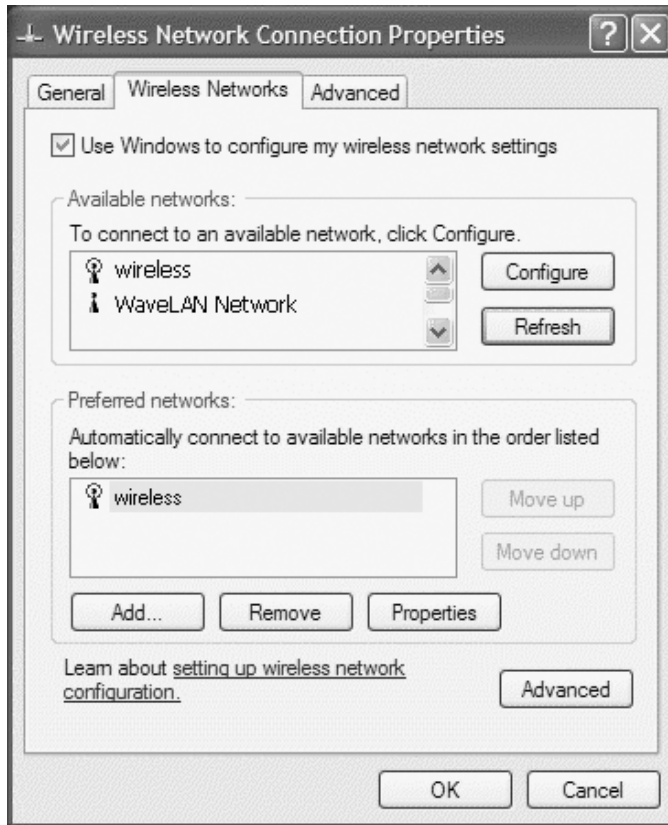 Wireless Network Connection Properties
General
Wireless Networks
Advanced
Use Windows to configure my wireless network settings
Available networks:
To connect to an available network, click Configure.
wireless
WaveLAN Network
Configure
Refresh
Preferred networks:
Automatically connect to available networks in the order listed
below:
wireless
Move up
Move down
Add...
Remove
Properties
Learn about setting up wireless network
configuration.
Advanced
OK
Cancel